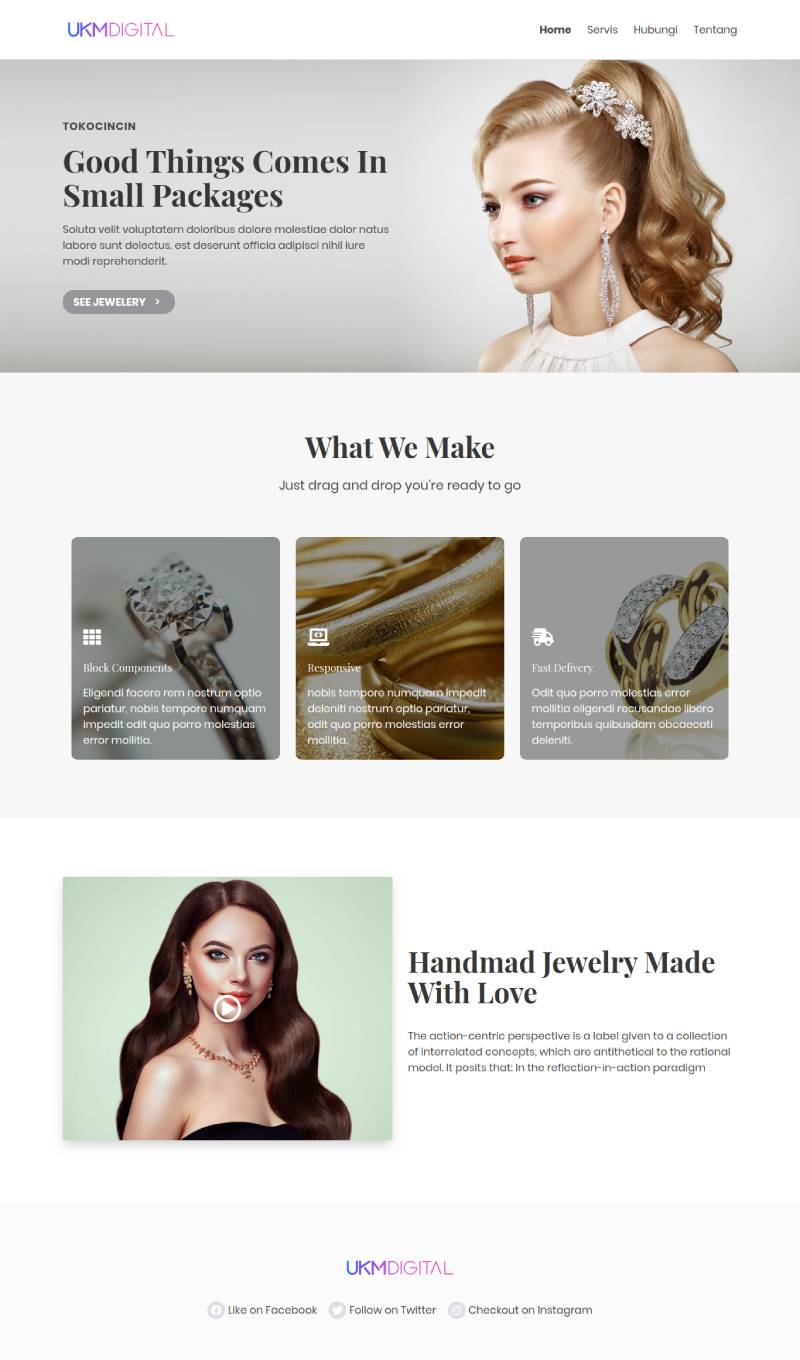 UKMDIGITAL
Home Servis Hubungi Tentang
TOKOCINCIN
Good Things Comes In
Small Packages
Soluta velit voluptatem doloribus dolore molestiae dolor natus
labore sunt delectus, est deserunt officia adipisci nihil iure
modi reprehenderit.
SEE JEWELERY >
What We Make
Just drag and drop you're ready to go
Block Components
Eligendi facere rem nostrum optio
pariatur, nobis tempore numquam
impedit odit quo porro molestias
error mollitia.
Responsive
nobis tempore numquam impedit
deleniti nostrum optio pariatur,
odit quo porro molestias error
mollitia.
Fast Delivery
Odit quo porro molestias error
mollitia eligendi recusandae libero
temporibus quibusdam obcaecati
deleniti.
Handmad Jewelry Made
With Love
The action-centric perspective is a label given to a collection
of interrelated concepts, which are antithetical to the rational
model. It posits that: In the reflection-in-action paradigm
UKMDIGITAL
Like on Facebook Follow on Twitter Checkout on Instagram